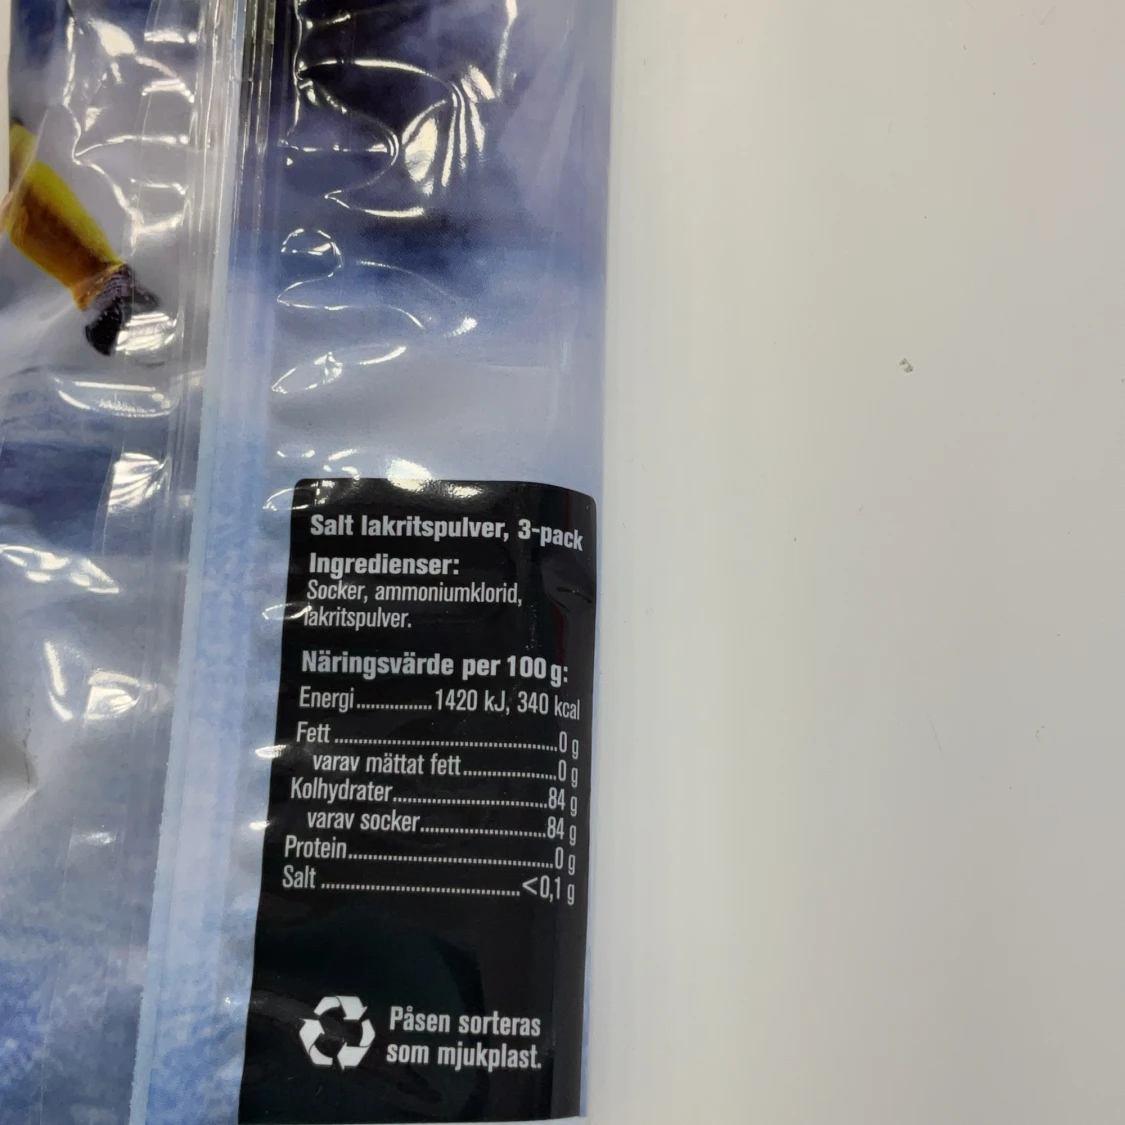 Salt lakritspulver, 3-pack
Ingredienser:
Socker, ammoniumklorid,
lakritspulver.
Näringsvärde per 100 g:
Energi................1420 kJ, 340 kcal
Fett................0 g
varav mättat fett................0 g
Kolhydrater................84 g
varav socker................84 g
Protein................0 g
Salt................<0,1 g
Påsen sorteras
som mjukplast.